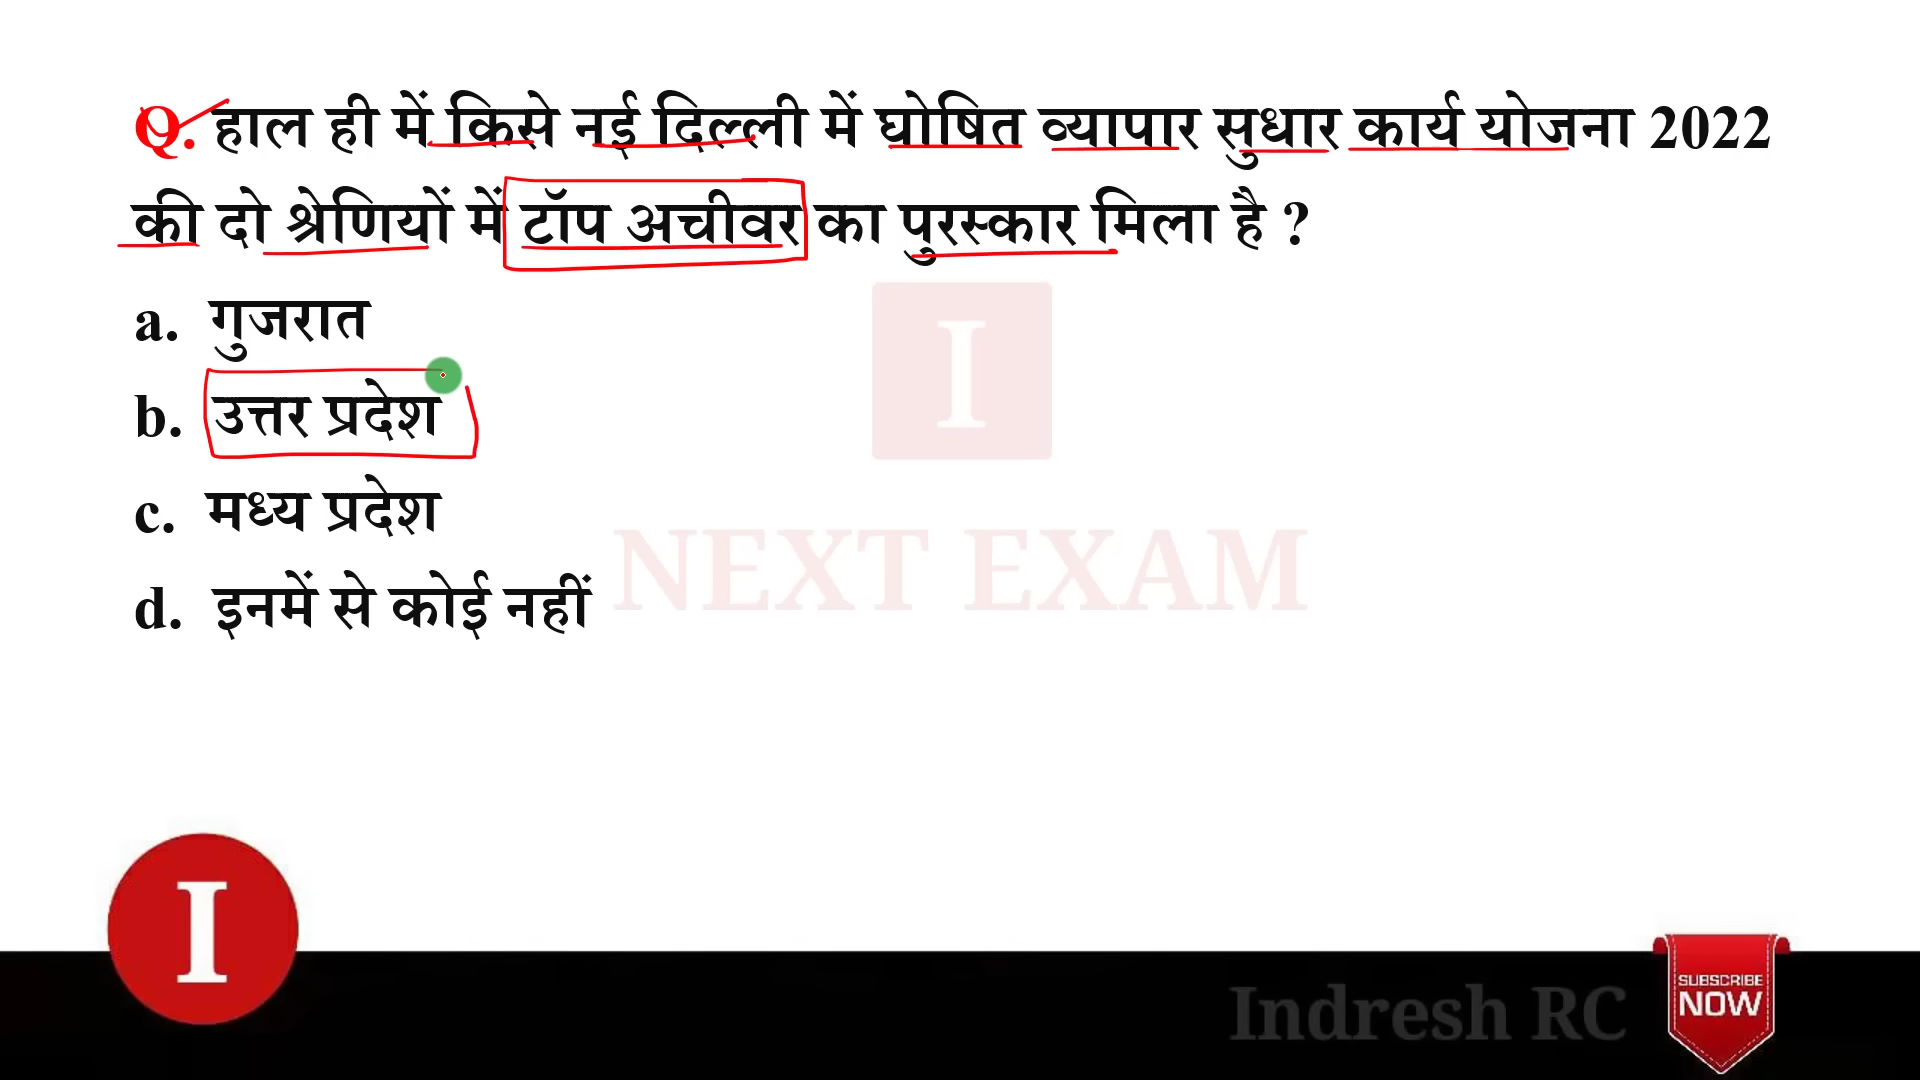 Q. हाल ही में किसे नई दिल्ली में घोषित व्यापार सुधार कार्य योजना 2022
की दो श्रेणियों में टॉप अचीवर का पुरस्कार मिला है ?
a. गुजरात
b. उत्तर प्रदेश
c. मध्य प्रदेश
d. इनमें से कोई नहीं
I
NEXT EXAM
I
Indresh RC
SUBSCRIBE
NOW